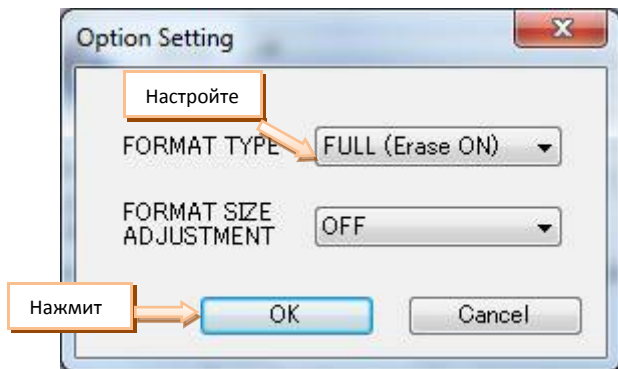 Option Setting
Настройте
FORMAT TYPE FULL (Erase ON)
FORMAT SIZE
ADJUSTMENT OFF
Нажмит
OK Cancel